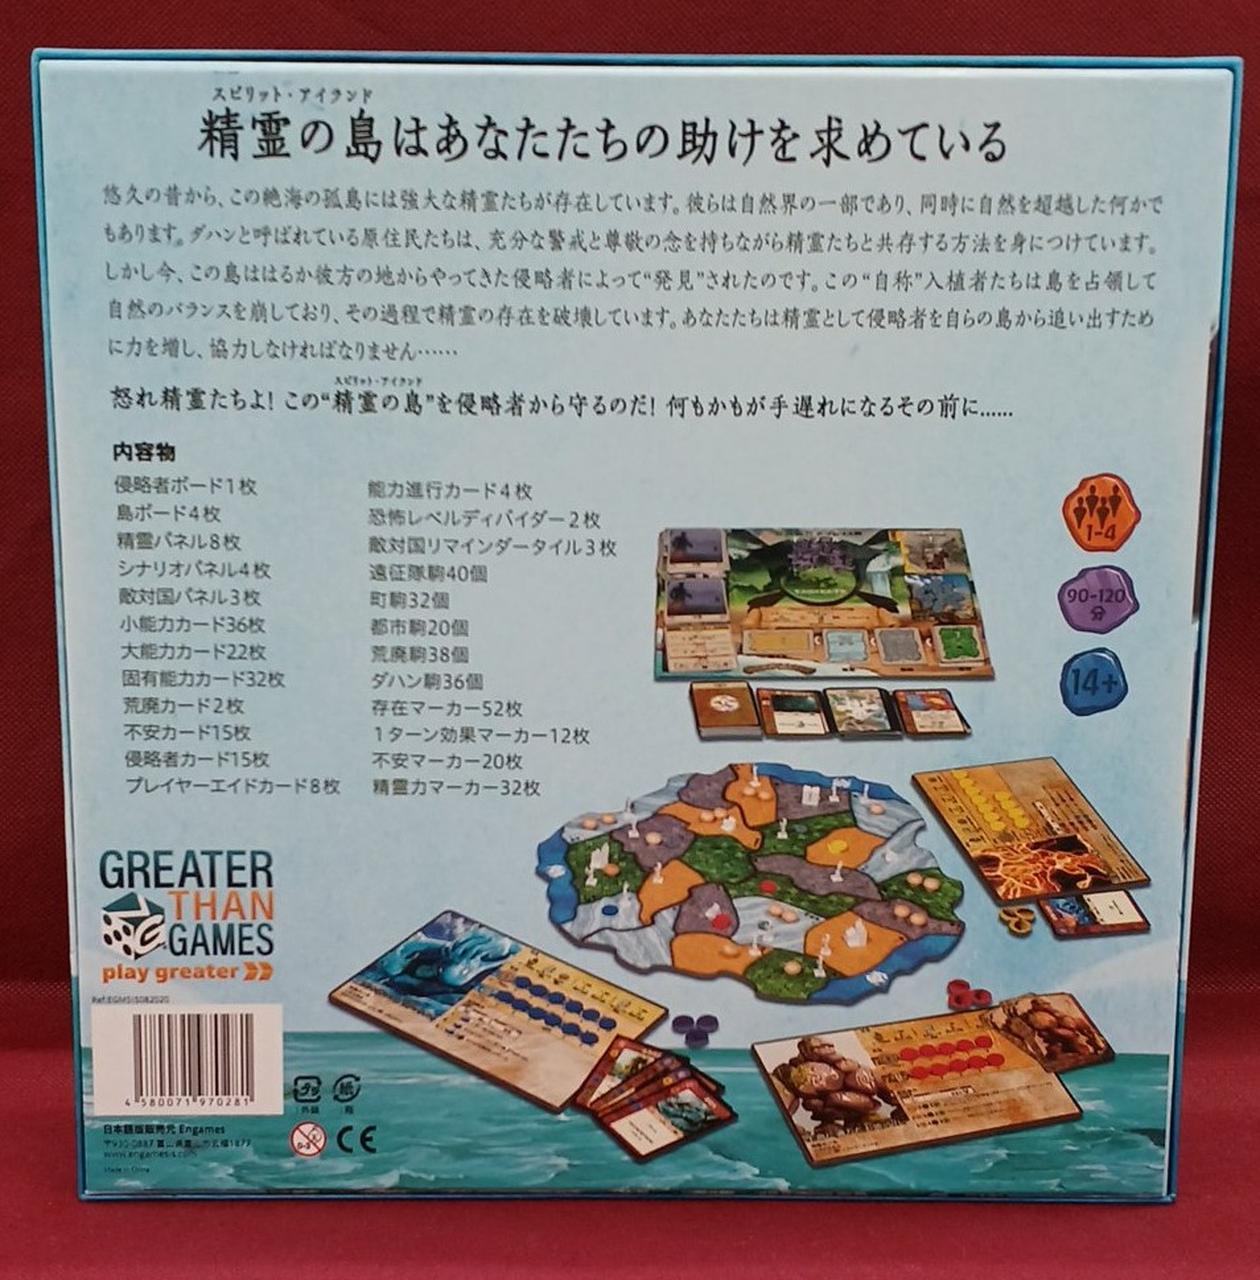 スピリット・アイランド
精霊の島はあなたたちの助けを求めている
悠久の昔から、この絶海の孤島には強大な精霊たちが存在しています。彼らは自然界の一部であり、同時に自然を超越した何かで
もあります。ダハンと呼ばれている原住民たちは、充分な警戒と尊敬の念を持ちながら精霊たちと共存する方法を身につけています。
しかし今、この島ははるか彼方の地からやってきた侵略者によって“発見”されたのです。この“自称”入植者たちは島を占領して
自然のバランスを崩しており、その過程で精霊の存在を破壊しています。あなたたちは精霊として侵略者を自らの島から追い出すため
に力を増し、協力しなければなりません……
スピリット・アイランド
怒れ精霊たちよ！この“精霊の島”を侵略者から守るのだ！何もかもが手遅れになるその前に……
内容物
侵略者ボード1枚
島ボード4枚
精霊パネル8枚
シナリオパネル4枚
敵対国パネル3枚
小能力カード36枚
大能力カード22枚
固有能力カード32枚
荒廃カード2枚
不安カード15枚
侵略者カード15枚
プレイヤーエイドカード8枚
能力進行カード4枚
恐怖レベルディバイダー2枚
敵対国リマインダータイル3枚
遠征隊駒40個
町駒32個
都市駒20個
荒廃駒38個
ダハン駒36個
存在マーカー52枚
1ターン効果マーカー12枚
不安マーカー20枚
精霊力マーカー32枚
1-4
90-120
分
14+
GREATER
THAN
GAMES
play greater
Ref:EGMSIS082020
4 580071 970281
プラ
外装
紙
箱
0-3
CE
日本語版販売元 Engames
www.engames-s.com
Made in China